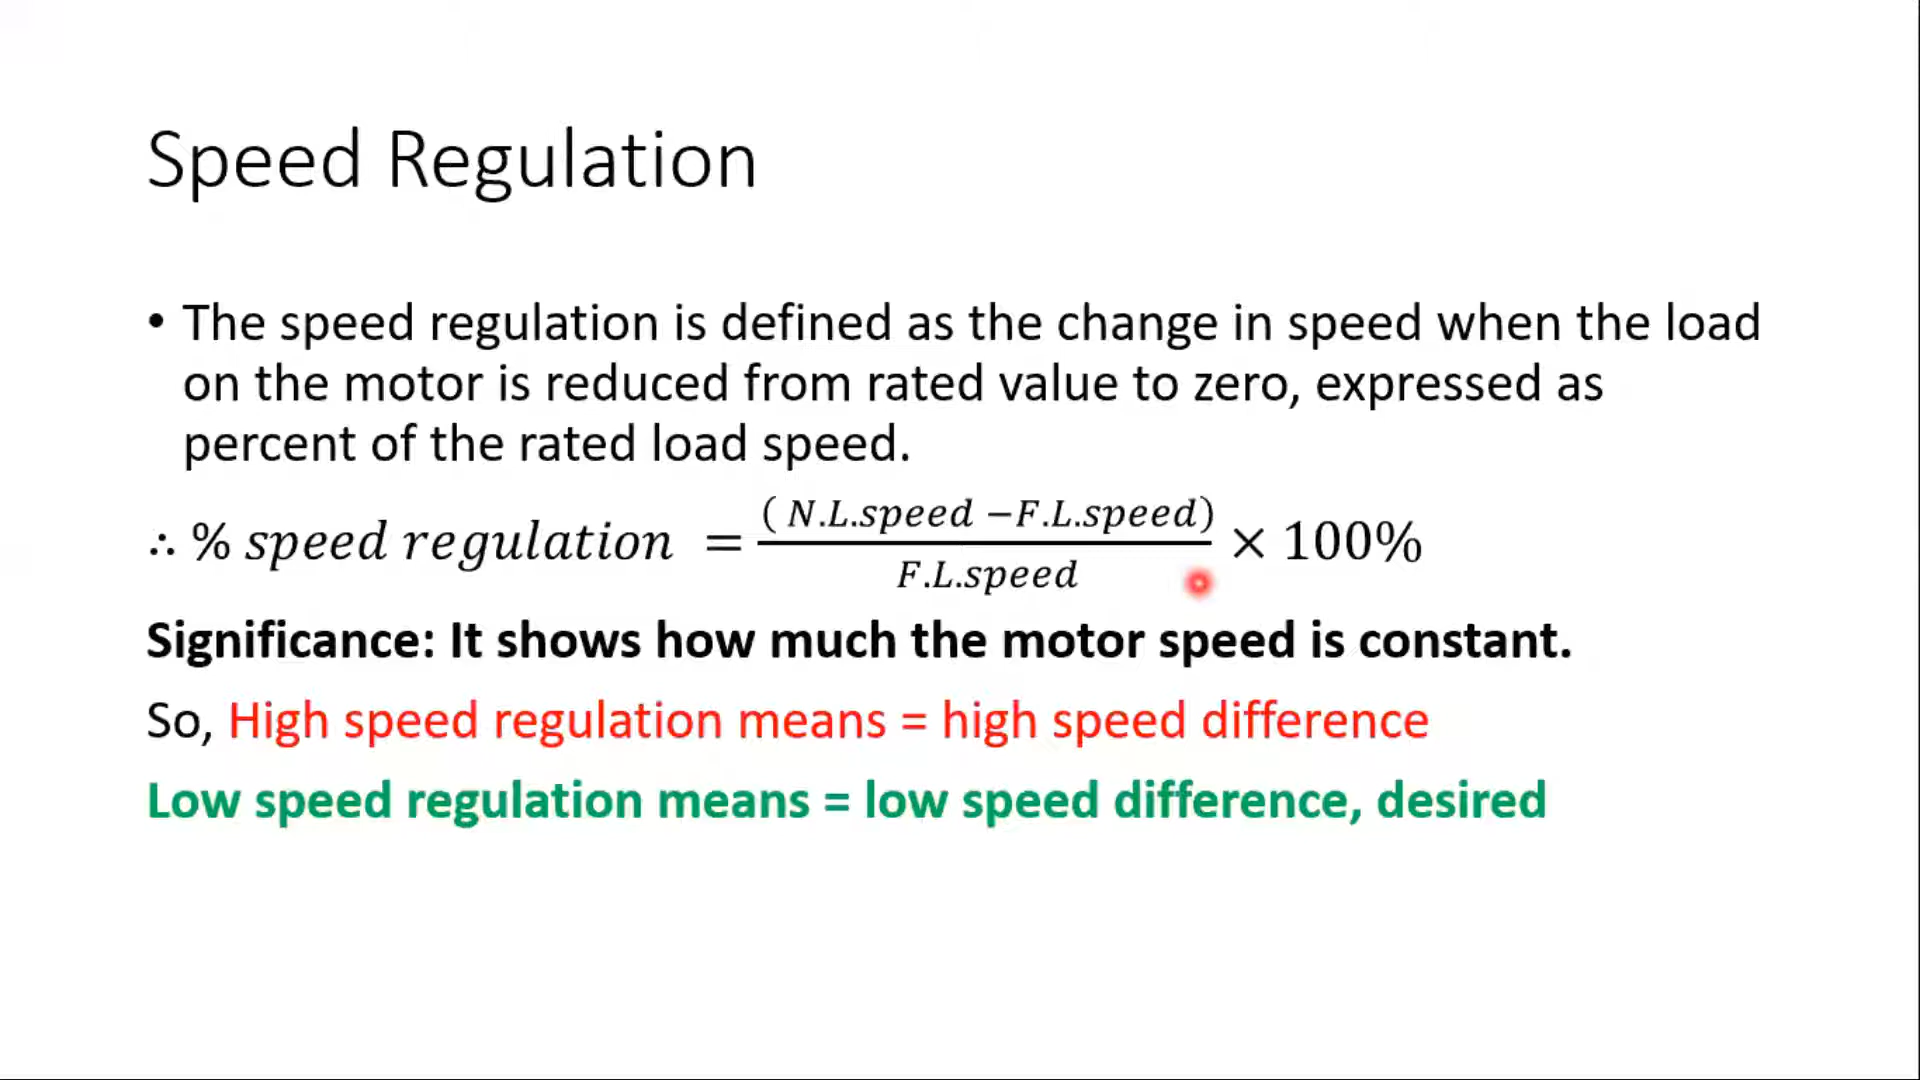 Speed Regulation
• The speed regulation is defined as the change in speed when the load
on the motor is reduced from rated value to zero, expressed as
percent of the rated load speed.
∴ % speed regulation = (N.L.speed −F.L.speed)/F.L.speed × 100%
Significance: It shows how much the motor speed is constant.
So, High speed regulation means = high speed difference
Low speed regulation means = low speed difference, desired